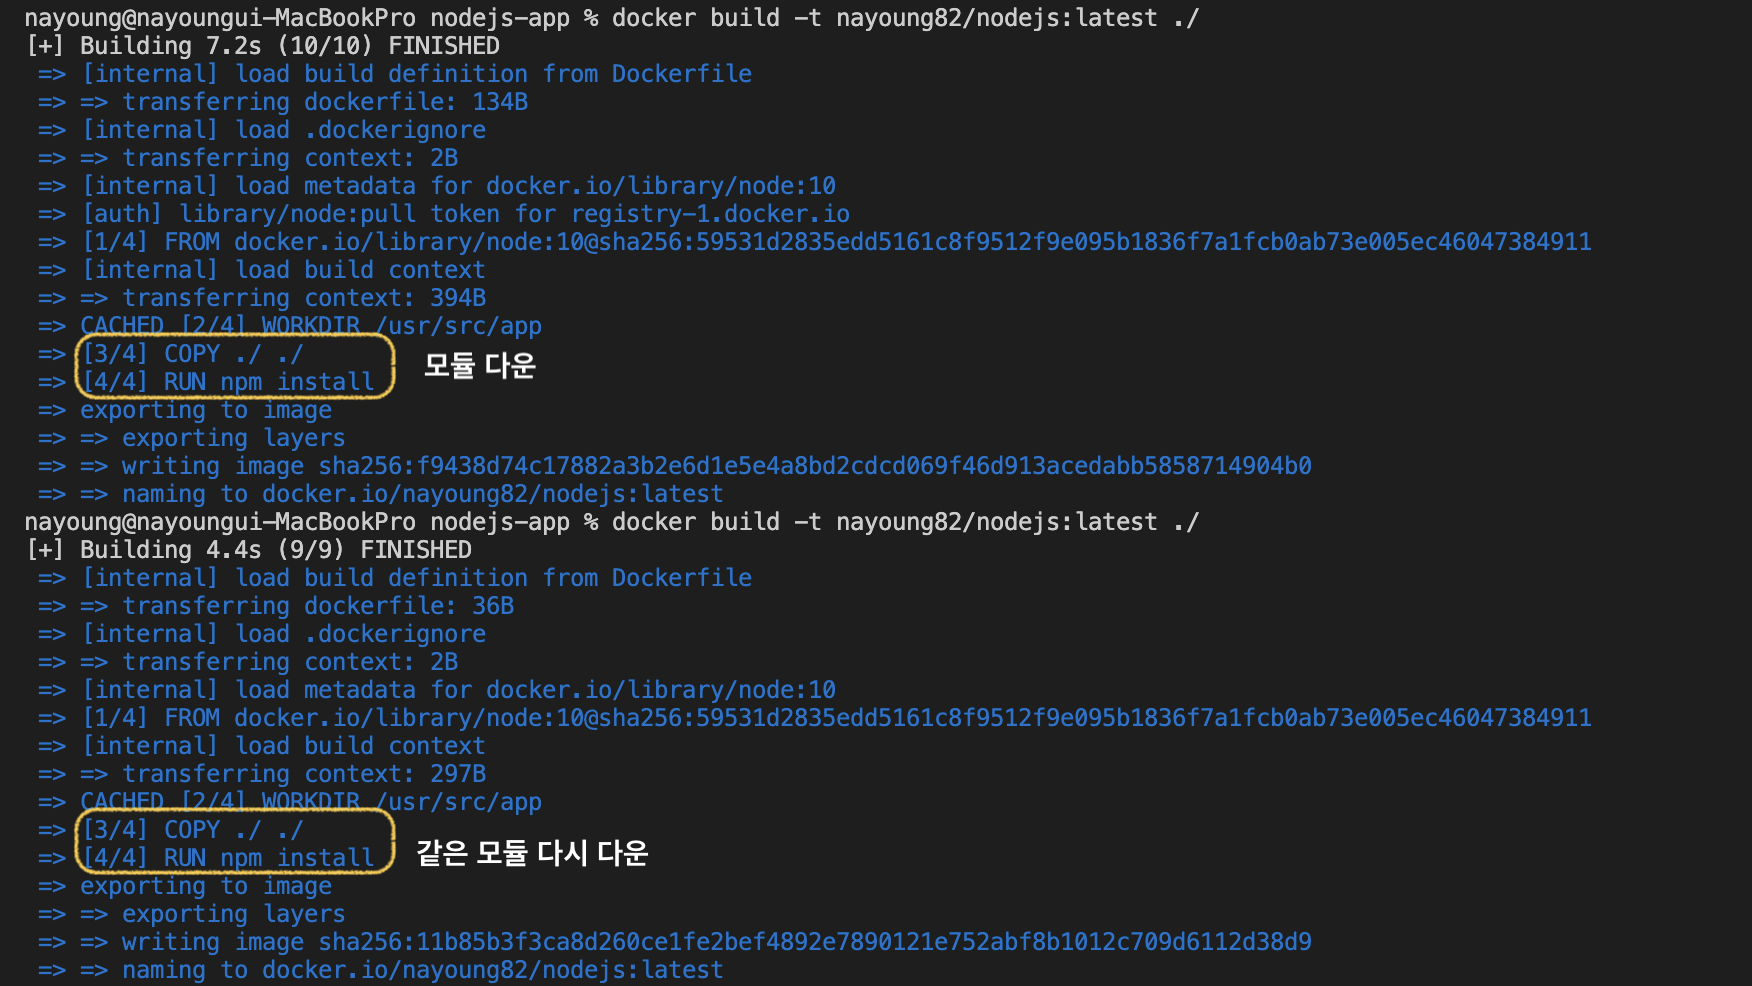 nayoung@nayoungui-MacBookPro nodejs-app % docker build -t nayoung82/nodejs:latest ./
[+] Building 7.2s (10/10) FINISHED
=> [internal] load build definition from Dockerfile
=> => transferring dockerfile: 134B
=> [internal] load .dockerignore
=> => transferring context: 2B
=> [internal] load metadata for docker.io/library/node:10
=> [auth] library/node:pull token for registry-1.docker.io
=> [1/4] FROM docker.io/library/node:10@sha256:59531d2835edd5161c8f9512f9e095b1836f7a1fcb0ab73e005ec46047384911
=> [internal] load build context
=> => transferring context: 394B
=> CACHED [2/4] WORKDIR /usr/src/app
=> [3/4] COPY ./ ./
모듈 다운
=> [4/4] RUN npm install
=> exporting to image
=> => exporting layers
=> => writing image sha256:f9438d74c17882a3b2e6d1e5e4a8bd2cdcd069f46d913acedabb5858714904b0
=> => naming to docker.io/nayoung82/nodejs:latest
nayoung@nayoungui-MacBookPro nodejs-app % docker build -t nayoung82/nodejs:latest ./
[+] Building 4.4s (9/9) FINISHED
=> [internal] load build definition from Dockerfile
=> => transferring dockerfile: 36B
=> [internal] load .dockerignore
=> => transferring context: 2B
=> [internal] load metadata for docker.io/library/node:10
=> [1/4] FROM docker.io/library/node:10@sha256:59531d2835edd5161c8f9512f9e095b1836f7a1fcb0ab73e005ec46047384911
=> [internal] load build context
=> => transferring context: 297B
=> CACHED [2/4] WORKDIR /usr/src/app
=> [3/4] COPY ./ ./
=> [4/4] RUN npm install
같은 모듈 다시 다운
=> exporting to image
=> => exporting layers
=> => writing image sha256:11b85b3f3ca8d260ce1fe2bef4892e7890121e752abf8b1012c709d6112d38d9
=> => naming to docker.io/nayoung82/nodejs:latest